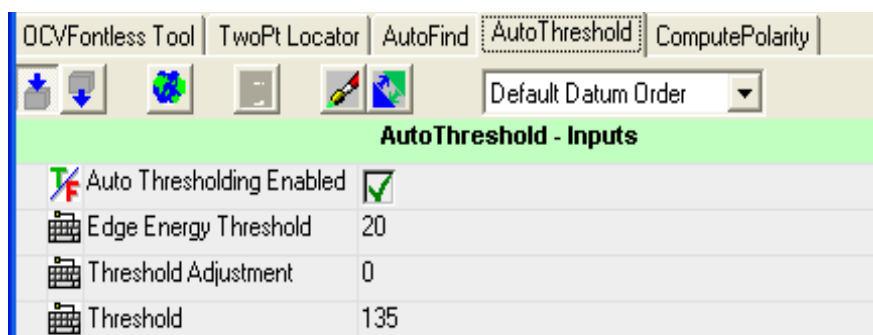 OCVFontless Tool TwoPt Locator AutoFind AutoThreshold ComputePolarity
Default Datum Order
AutoThreshold - Inputs
T/F Auto Thresholding Enabled
Edge Energy Threshold 20
Threshold Adjustment 0
Threshold 135